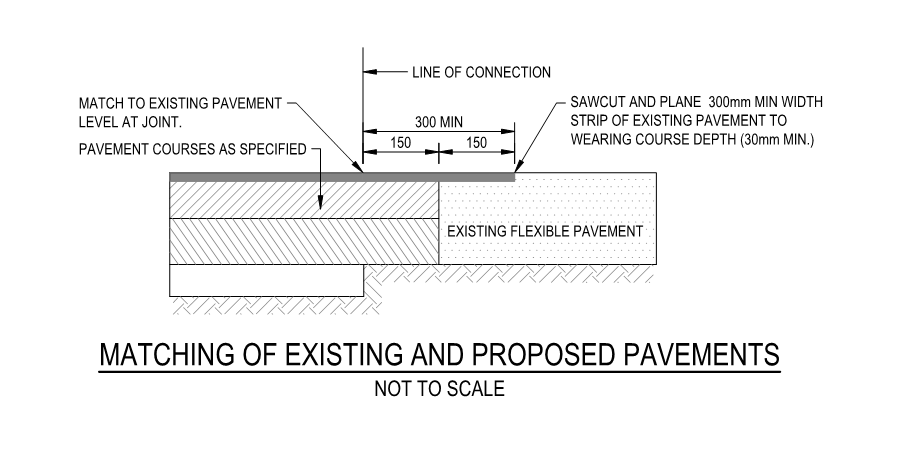 LINE OF CONNECTION
MATCH TO EXISTING PAVEMENT
LEVEL AT JOINT.
PAVEMENT COURSES AS SPECIFIED
300 MIN
150
150
SAWCUT AND PLANE 300mm MIN WIDTH
STRIP OF EXISTING PAVEMENT TO
WEARING COURSE DEPTH (30mm MIN.)
EXISTING FLEXIBLE PAVEMENT
MATCHING OF EXISTING AND PROPOSED PAVEMENTS
NOT TO SCALE